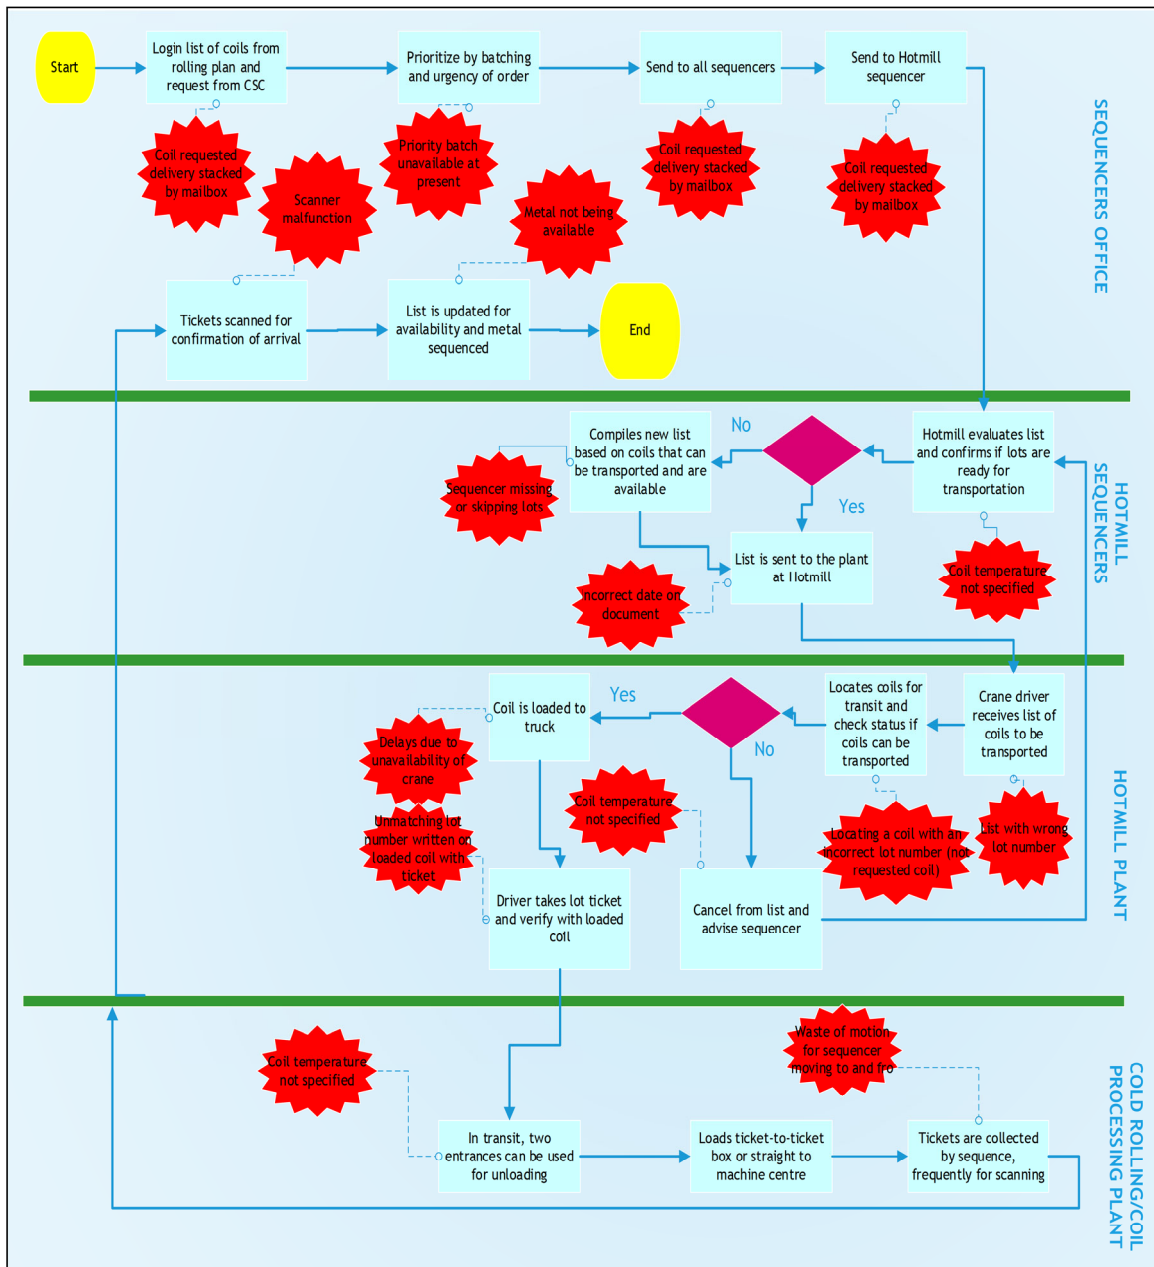 Start
Login list of coils from
rolling plan and
request from CSC
Prioritize by batching
and urgency of order
Send to all sequencers
Send to Hotmill
sequencer
SEQUENCERS OFFICE
Coil requested
delivery stacked
by mailbox
Scanner
malfunction
Priority batch
unavailable at
present
Metal not being
available
Coil requested
delivery stacked
by mailbox
Coil requested
delivery stacked
by mailbox
Tickets scanned for
confirmation of arrival
List is updated for
availability and metal
sequenced
End
Compiles new list
based on coils that can
be transported and are
available
No
Yes
Hotmill evaluates list
and confirms if lots are
ready for
transportation
HOTMILL
SEQUENCERS
Sequencer missing
or skipping lots
List is sent to the plant
at Hotmill
Incorrect date on
document
Coil temperature
not specified
Coil is loaded to
truck
Yes
No
Locates coils for
transit and
check status if
coils can be
transported
Crane driver
receives list of
coils to be
transported
HOTMILL PLANT
Delays due to
unavailability of
crane
Unmatching lot
number written on
loaded coil with
ticket
Coil temperature
not specified
Locating a coil with an
incorrect lot number (not
requested coil)
List with wrong
lot number
Driver takes lot ticket
and verify with loaded
coil
Cancel from list and
advise sequencer
Coil temperature
not specified
Waste of motion
for sequencer
moving to and fro
In transit, two
entrances can be used
for unloading
Loads ticket-to-ticket
box or straight to
machine centre
Tickets are collected
by sequence,
frequently for scanning
COLD ROLLING/COIL
PROCESSING PLANT